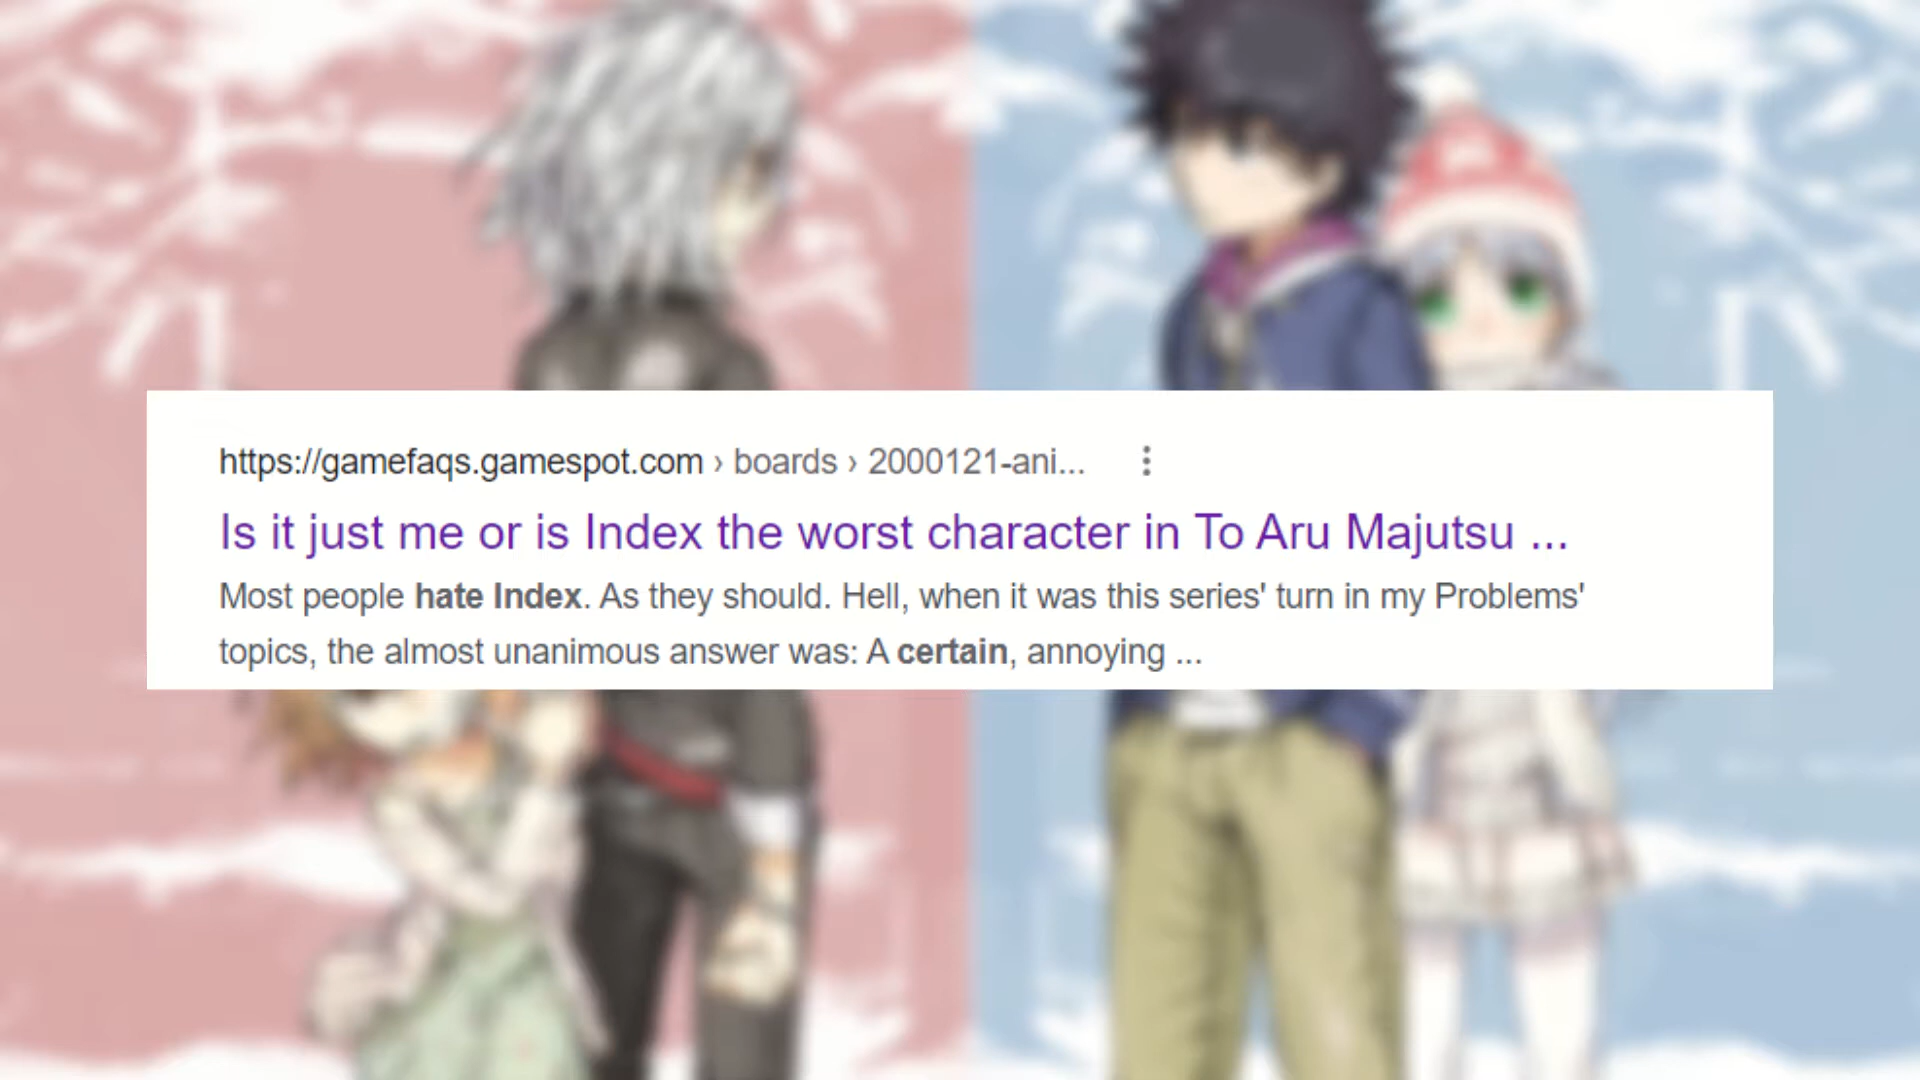 https://gamefaqs.gamespot.com › boards › 2000121-ani...
Is it just me or is Index the worst character in To Aru Majutsu ...
Most people hate Index. As they should. Hell, when it was this series' turn in my Problems'
topics, the almost unanimous answer was: A certain, annoying ...